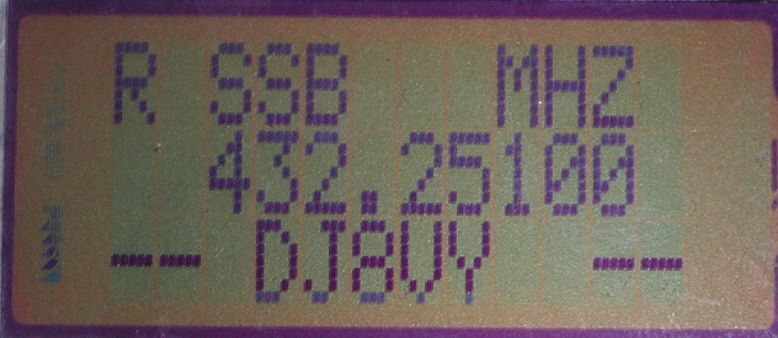 R SSB MHZ
432.25100
-- DJ8VY --